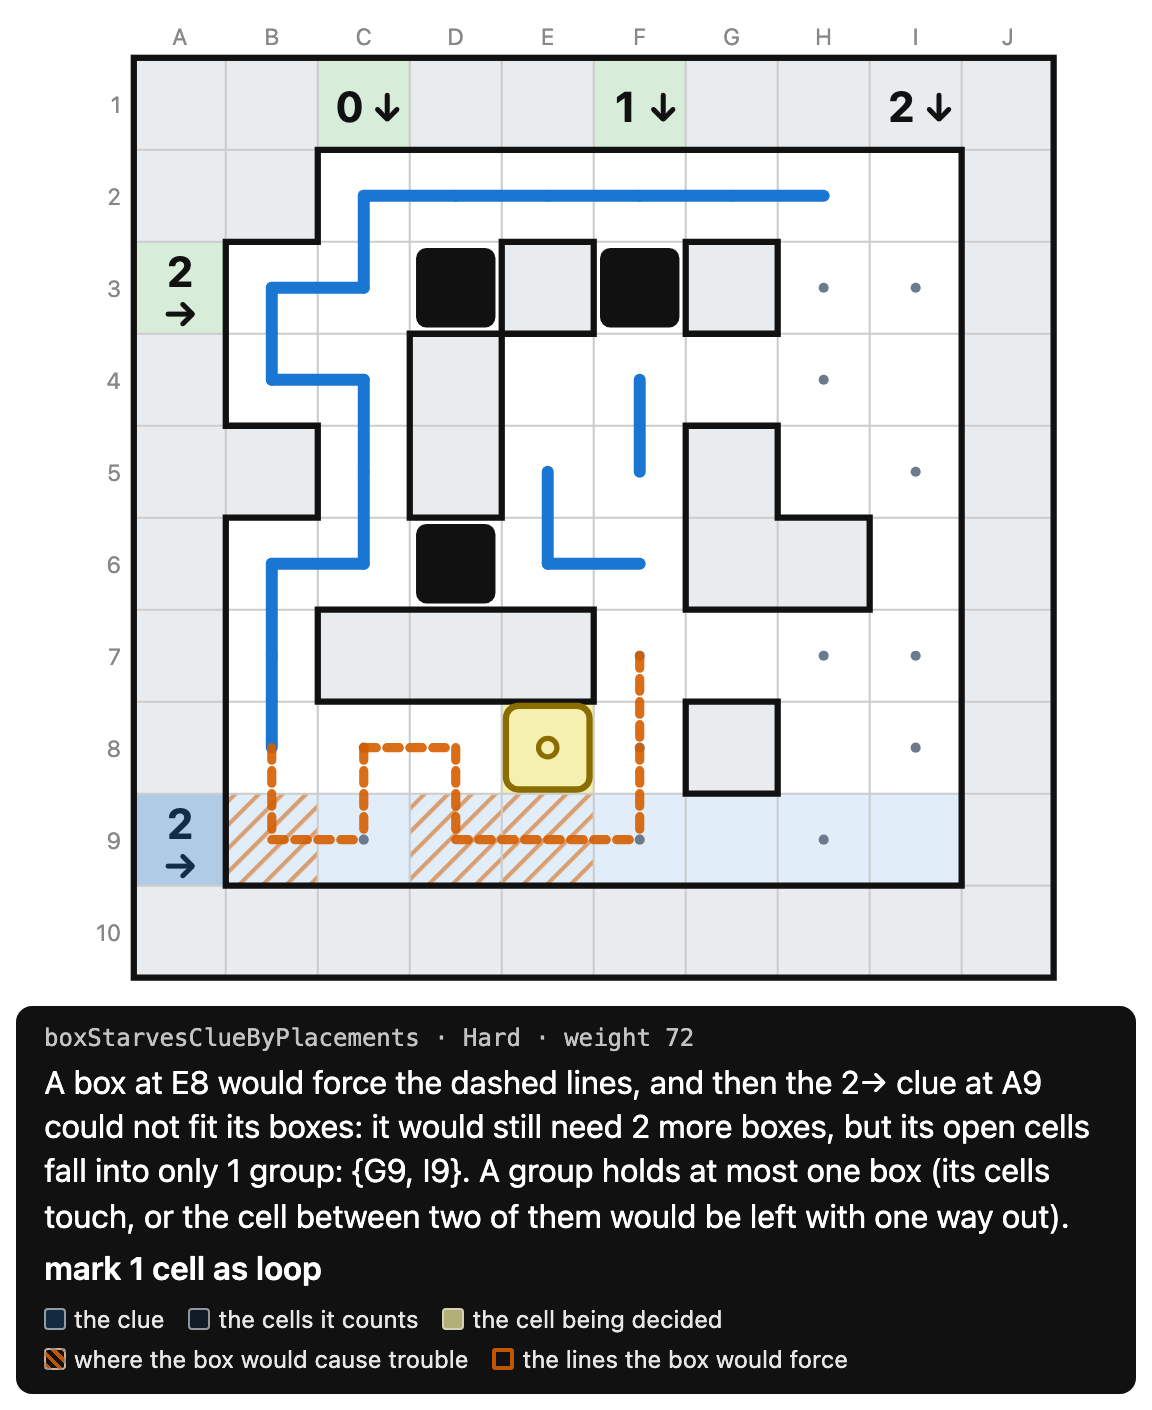 A B C D E F G H I J
1 0↓ 1↓ 2↓
2
3 2→
4
5
6
7
8
9 2→
10
boxStarvesClueByPlacements · Hard · weight 72
A box at E8 would force the dashed lines, and then the 2→ clue at A9
could not fit its boxes: it would still need 2 more boxes, but its open cells
fall into only 1 group: {G9, I9}. A group holds at most one box (its cells
touch, or the cell between two of them would be left with one way out).
mark 1 cell as loop
the clue the cells it counts the cell being decided
where the box would cause trouble the lines the box would force